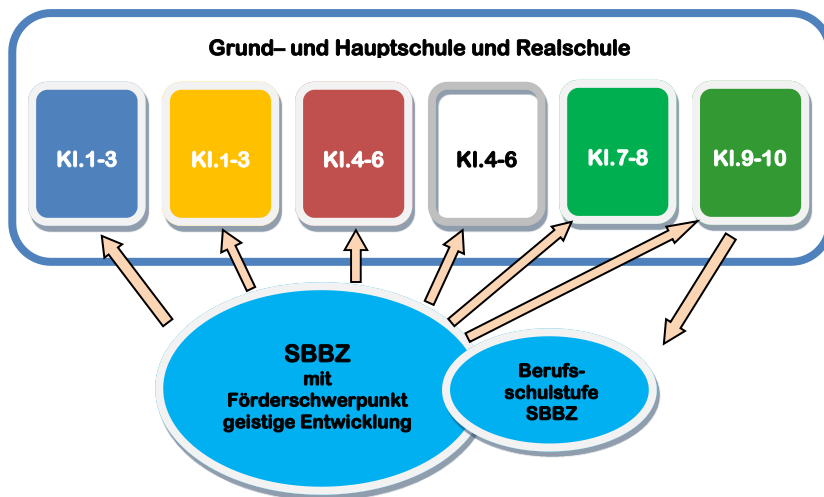 Grund– und Hauptschule und Realschule
Kl.1-3
Kl.1-3
Kl.4-6
Kl.4-6
Kl.7-8
Kl.9-10
SBBZ
mit
Förderschwerpunkt
geistige Entwicklung
Berufs-
schulstufe
SBBZ